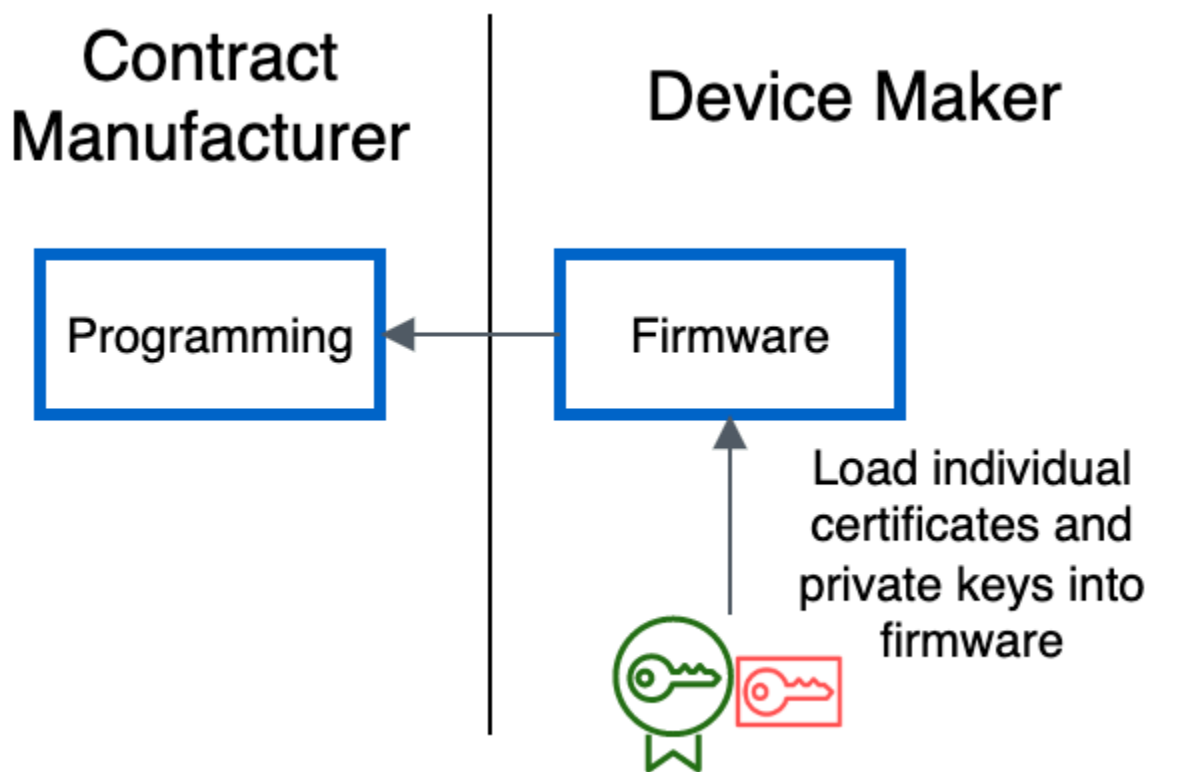 Contract
Manufacturer
Device Maker
Programming
Firmware
Load individual
certificates and
private keys into
firmware